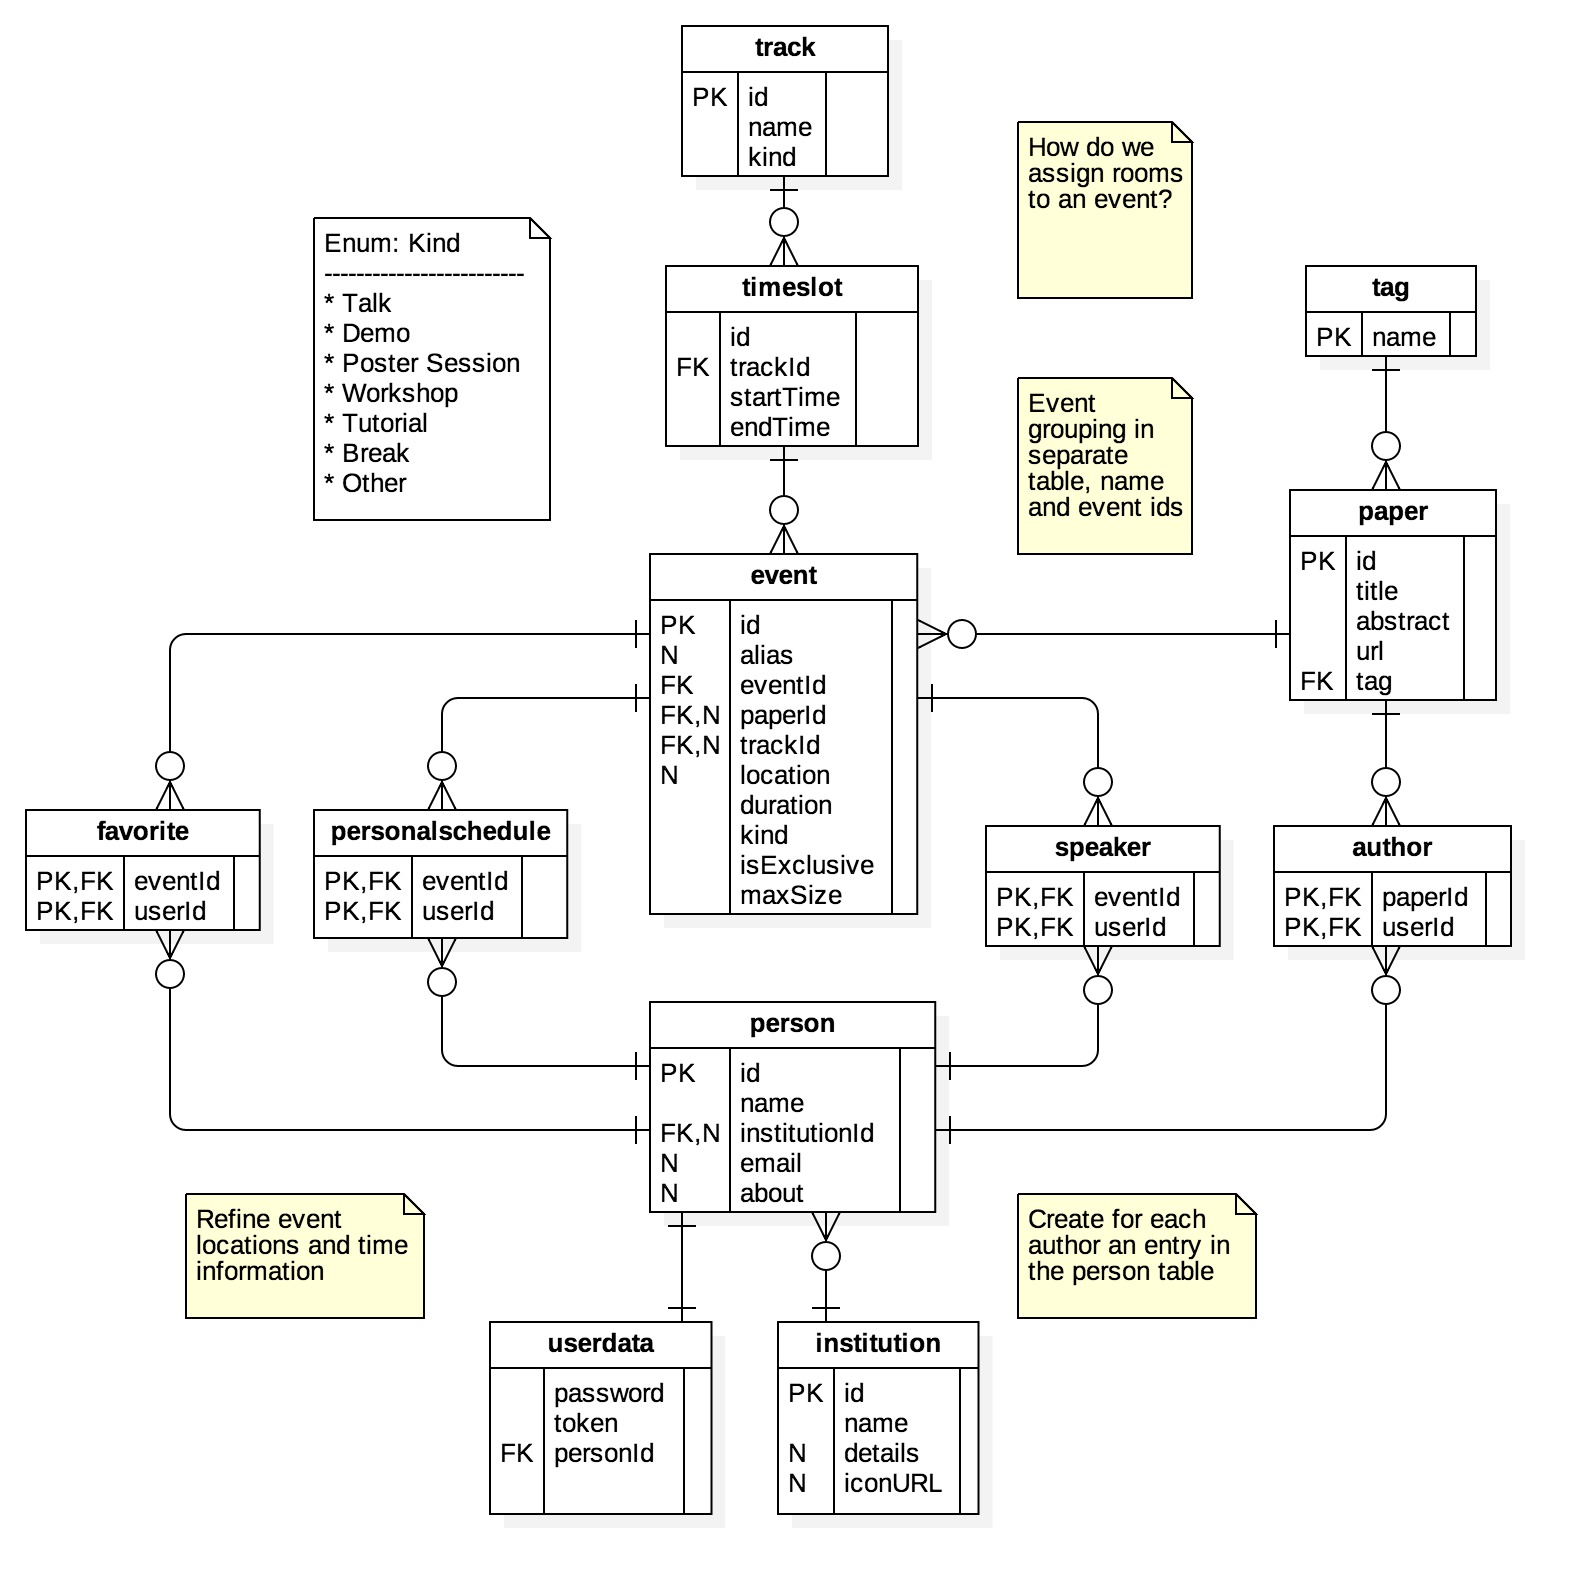 track
PK id
name
kind
How do we
assign rooms
to an event?
Enum: Kind
-------------------------
* Talk
* Demo
* Poster Session
* Workshop
* Tutorial
* Break
* Other
timeslot
id
FK trackId
startTime
endTime
tag
PK name
Event
grouping in
separate
table, name
and event ids
paper
PK id
title
abstract
url
FK tag
event
PK id
N alias
FK eventId
FK,N paperId
FK,N trackId
N location
duration
kind
isExclusive
maxSize
favorite
PK,FK eventId
PK,FK userId
personalschedule
PK,FK eventId
PK,FK userId
speaker
PK,FK eventId
PK,FK userId
author
PK,FK paperId
PK,FK userId
person
PK id
name
FK,N institutionId
N email
N about
Refine event
locations and time
information
Create for each
author an entry in
the person table
userdata
password
token
FK personId
institution
PK id
name
N details
N iconURL